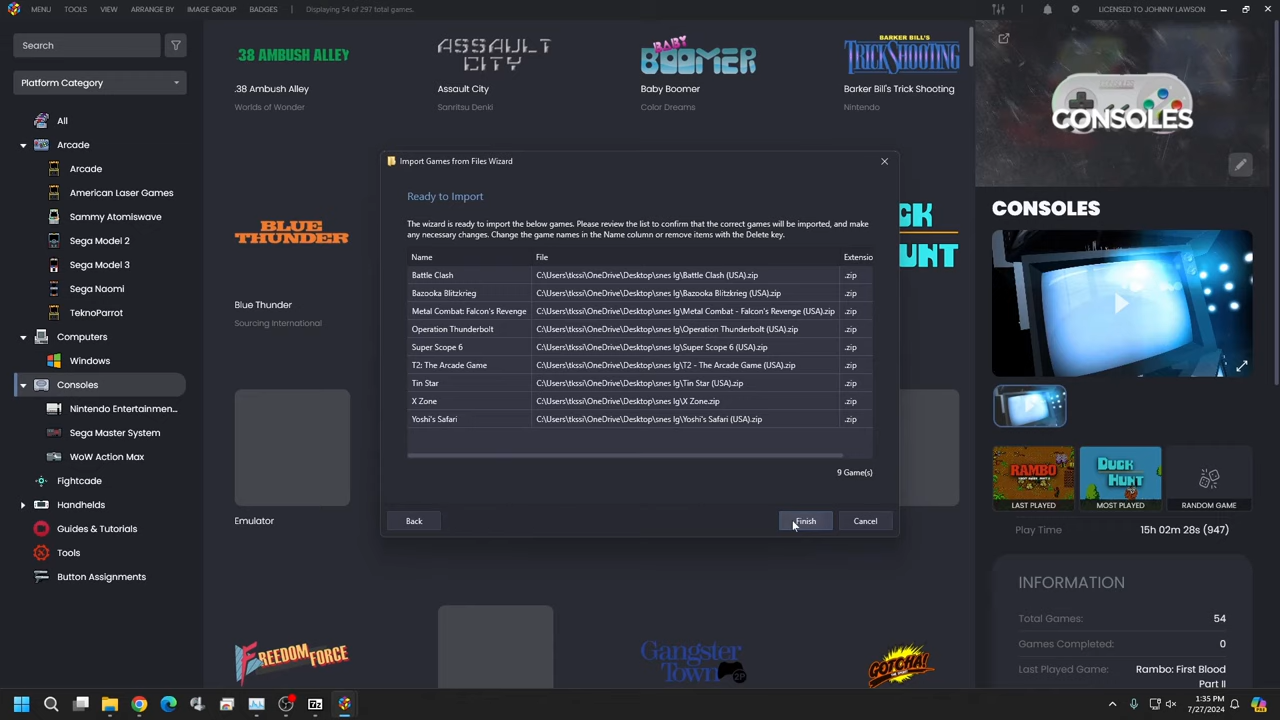 MENU TOOLS VIEW ARRANGE BY IMAGE GROUP BADGES Displaying 54 of 297 total games. LICENSED TO JOHNNY LAWSON
Search
Platform Category
All
Arcade
Arcade
American Laser Games
Sammy Atomiswave
Sega Model 2
Sega Model 3
Sega Naomi
TeknoParrot
Computers
Windows
Consoles
Nintendo Entertainmen...
Sega Master System
WoW Action Max
Fightcade
Handhelds
Guides & Tutorials
Tools
Button Assignments
38 AMBUSH ALLEY
ASSAULT
CITY
BABY
BOOMER
BARKER BILL'S
TRICK SHOOTING
.38 Ambush Alley
Assault City
Baby Boomer
Barker Bill's Trick Shooting
Worlds of Wonder
Sanritsu Denki
Color Dreams
Nintendo
BLUE
THUNDER
Blue Thunder
Sourcing International
HUNT
Emulator
FREEDOM FORCE
Gangster
Town
2P
GOTCHA!
Import Games from Files Wizard
Ready to Import
The wizard is ready to import the below games. Please review the list to confirm that the correct games will be imported, and make
any necessary changes. Change the game names in the Name column or remove items with the Delete key.
Name File Extensio
Battle Clash C:\Users\tkssi\OneDrive\Desktop\snes lg\Battle Clash (USA).zip .zip
Bazooka Blitzkrieg C:\Users\tkssi\OneDrive\Desktop\snes lg\Bazooka Blitzkrieg (USA).zip .zip
Metal Combat: Falcon's Revenge C:\Users\tkssi\OneDrive\Desktop\snes lg\Metal Combat - Falcon's Revenge (USA).zip .zip
Operation Thunderbolt C:\Users\tkssi\OneDrive\Desktop\snes lg\Operation Thunderbolt (USA).zip .zip
Super Scope 6 C:\Users\tkssi\OneDrive\Desktop\snes lg\Super Scope 6 (USA).zip .zip
T2: The Arcade Game C:\Users\tkssi\OneDrive\Desktop\snes lg\T2 - The Arcade Game (USA).zip .zip
Tin Star C:\Users\tkssi\OneDrive\Desktop\snes lg\Tin Star (USA).zip .zip
X Zone C:\Users\tkssi\OneDrive\Desktop\snes lg\X Zone.zip .zip
Yoshi's Safari C:\Users\tkssi\OneDrive\Desktop\snes lg\Yoshi's Safari (USA).zip .zip
9 Game(s)
Back Finish Cancel
CONSOLES
CONSOLES
RAMBO
DUCK
HUNT
LAST PLAYED MOST PLAYED RANDOM GAME
Play Time 15h 02m 28s (947)
INFORMATION
Total Games: 54
Games Completed: 0
Last Played Game: Rambo: First Blood
Part II
1:35 PM
7/27/2024